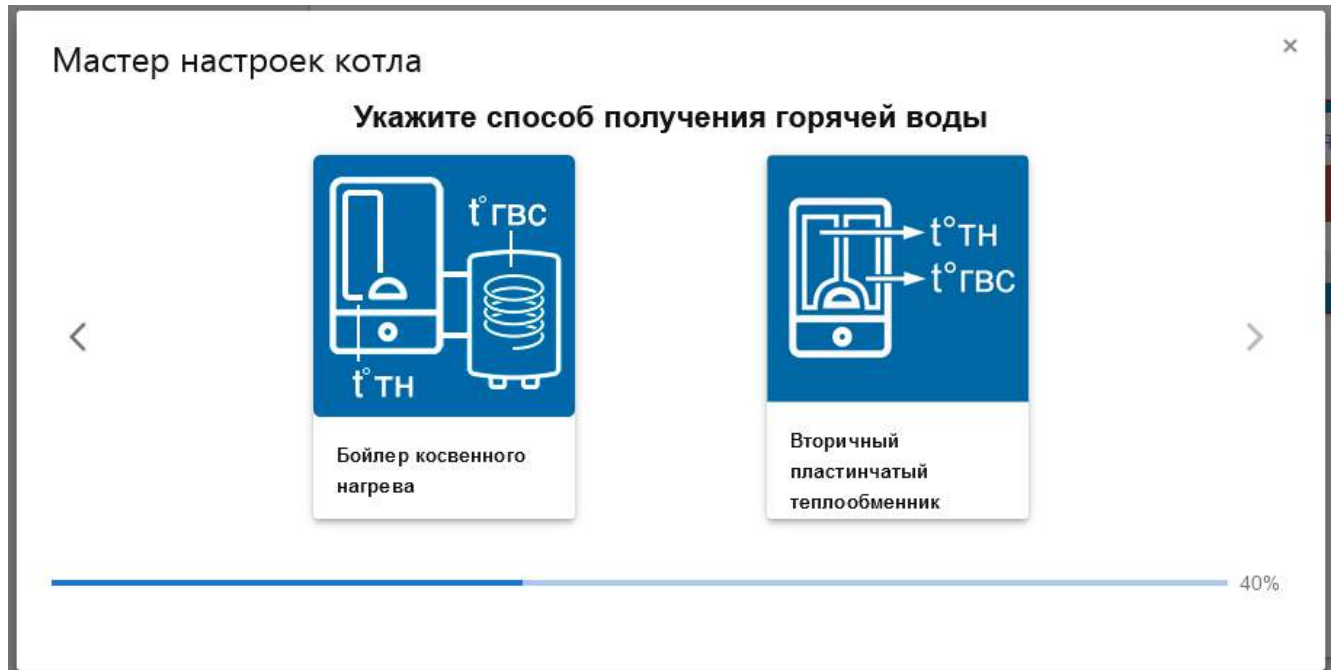 Мастер настроек котла
×
Укажите способ получения горячей воды
t°гвс
t°тн
Бойлер косвенного
нагрева
t°тн
t°гвс
Вторичный
пластинчатый
теплообменник
40%